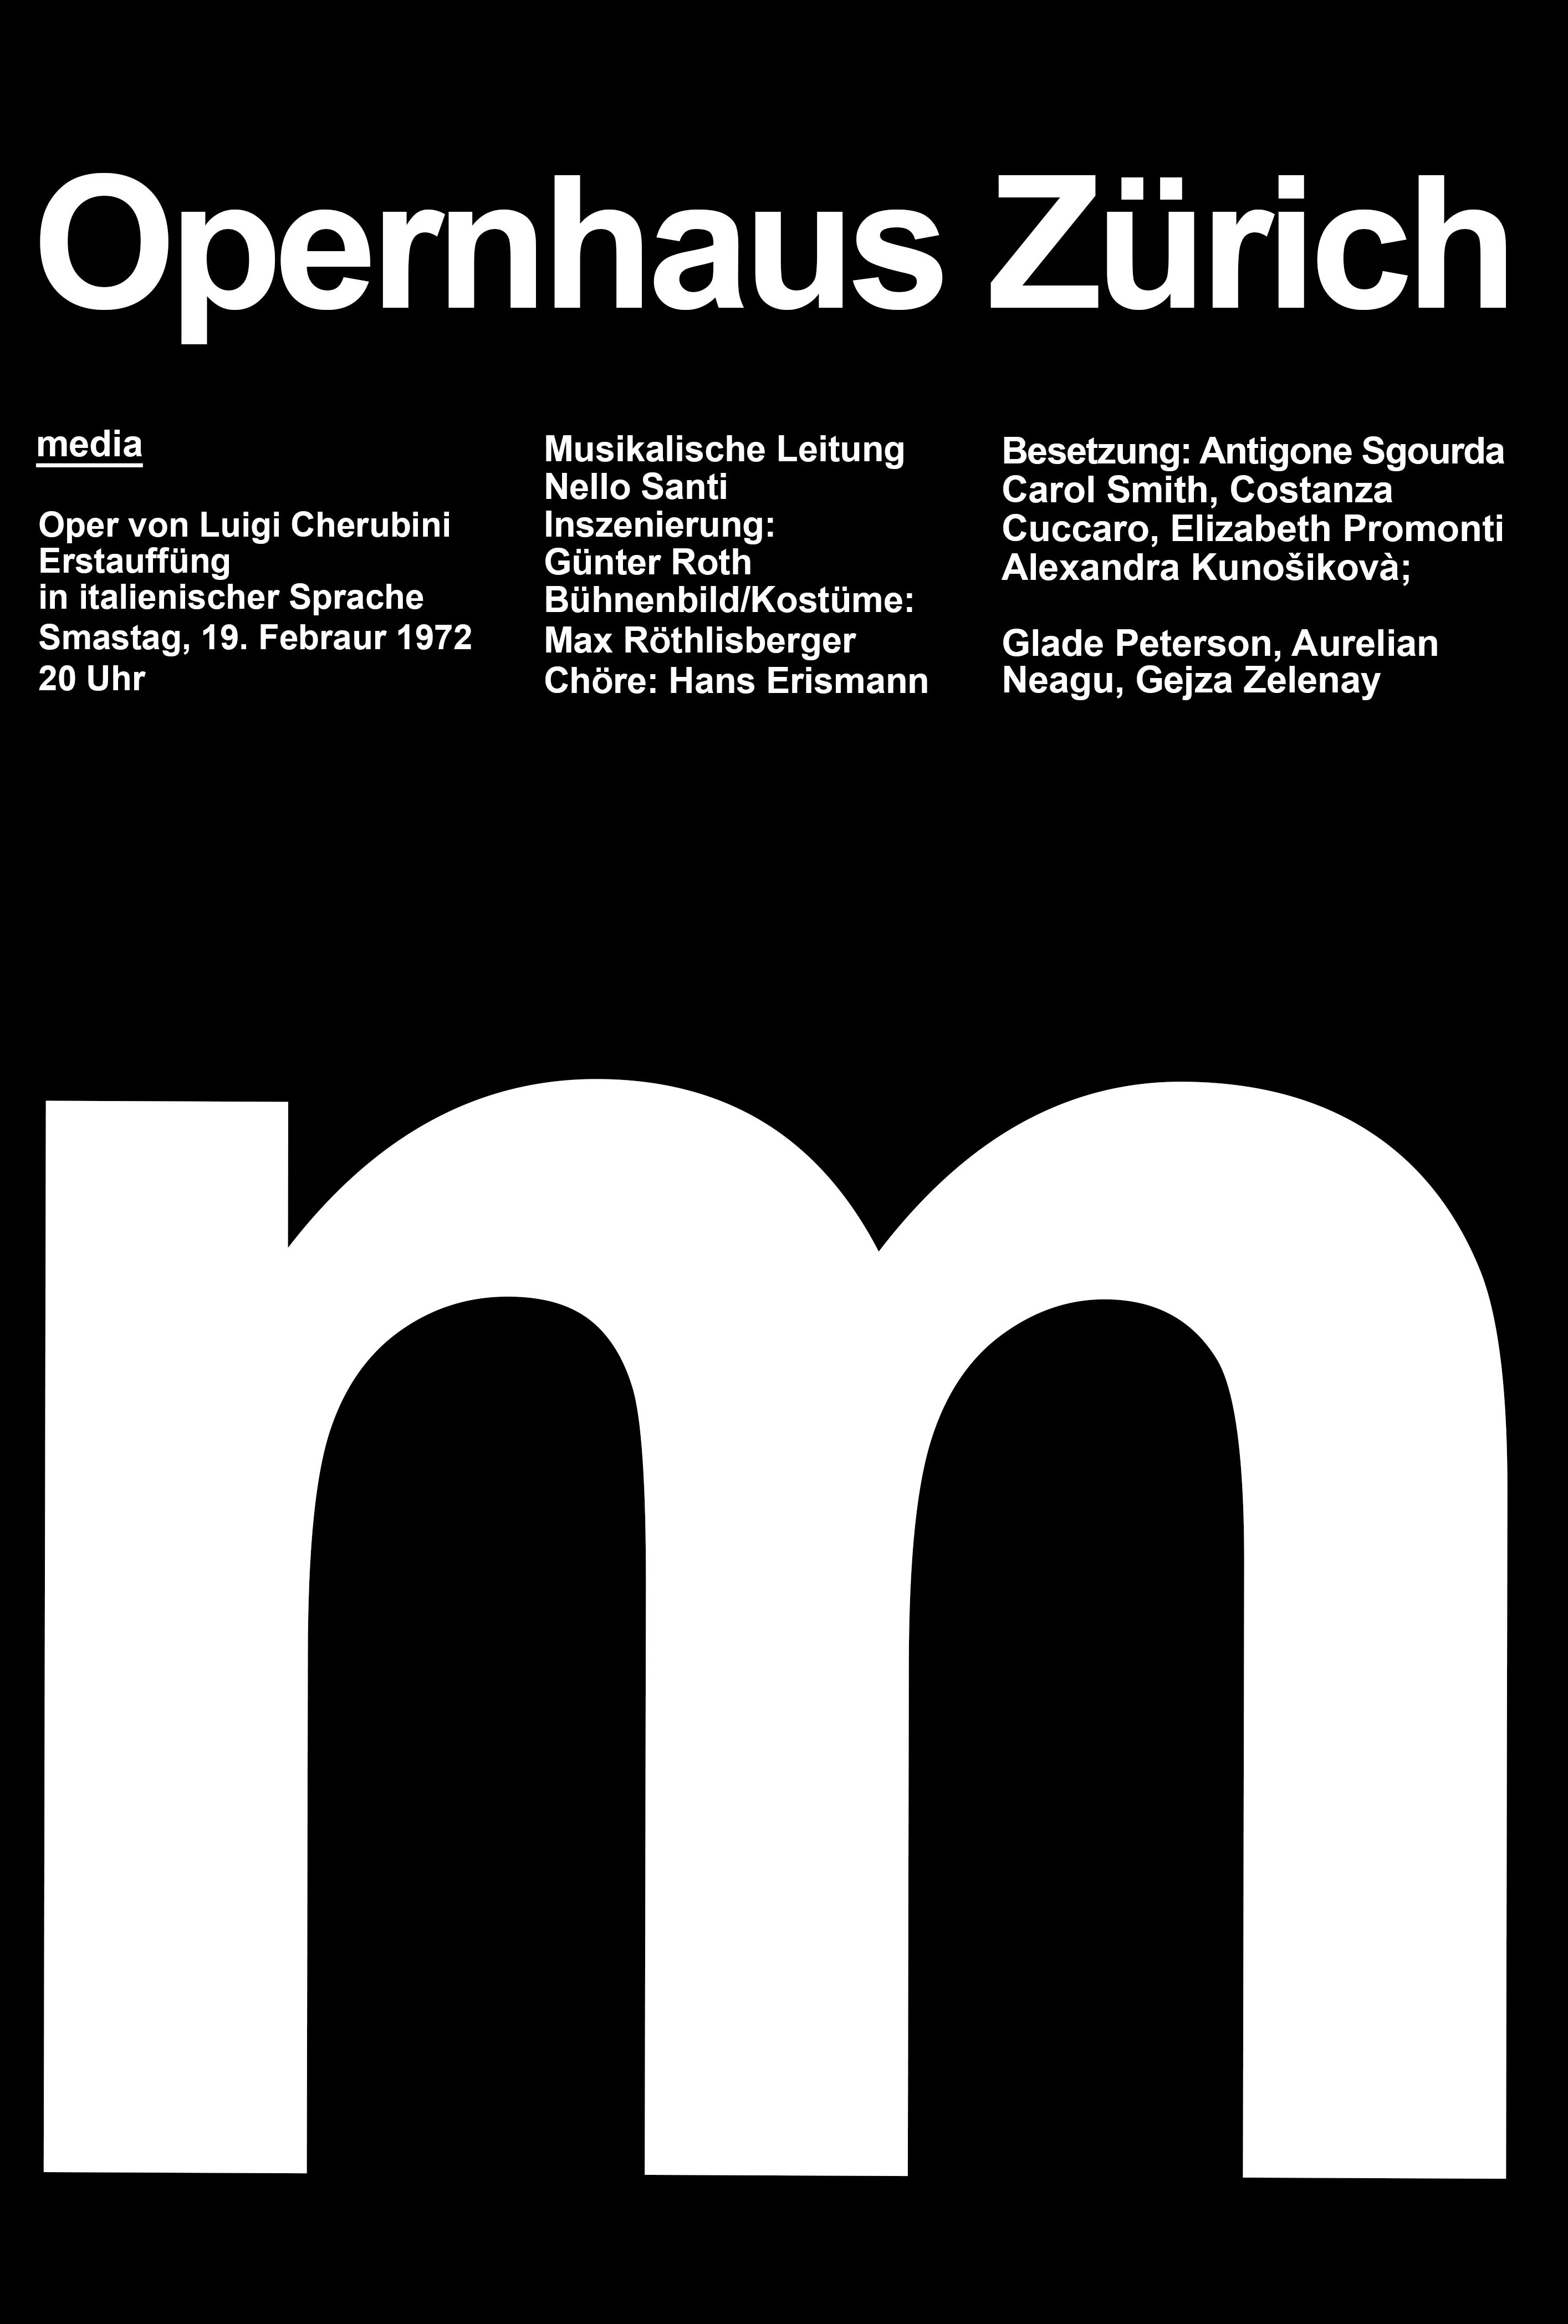 Opernhaus Zürich
media
Oper von Luigi Cherubini
Erstauffüng
in italienischer Sprache
Smastag, 19. Febraur 1972
20 Uhr
Musikalische Leitung
Nello Santi
Inszenierung:
Günter Roth
Bühnenbild/Kostüme:
Max Röthlisberger
Chöre: Hans Erismann
Besetzung: Antigone Sgourda
Carol Smith, Costanza
Cuccaro, Elizabeth Promonti
Alexandra Kunošikovà;
Glade Peterson, Aurelian
Neagu, Gejza Zelenay
m